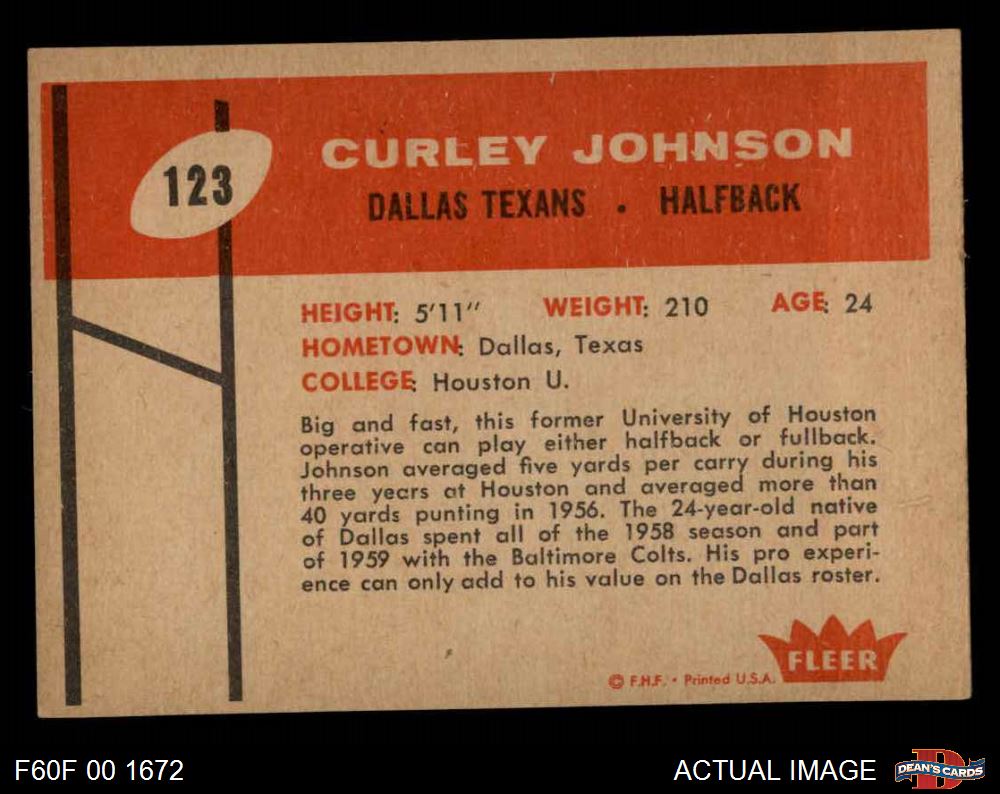 123
CURLEY JOHNSON
DALLAS TEXANS . HALFBACK
HEIGHT: 5'11" WEIGHT: 210 AGE: 24
HOMETOWN: Dallas, Texas
COLLEGE: Houston U.
Big and fast, this former University of Houston
operative can play either halfback or fullback.
Johnson averaged five yards per carry during his
three years at Houston and averaged more than
40 yards punting in 1956. The 24-year-old native
of Dallas spent all of the 1958 season and part
of 1959 with the Baltimore Colts. His pro experi-
ence can only add to his value on the Dallas roster.
FLEER
© F.H.F. • Printed U.S.A.
F60F 00 1672
ACTUAL IMAGE
DEAN'S CARDS